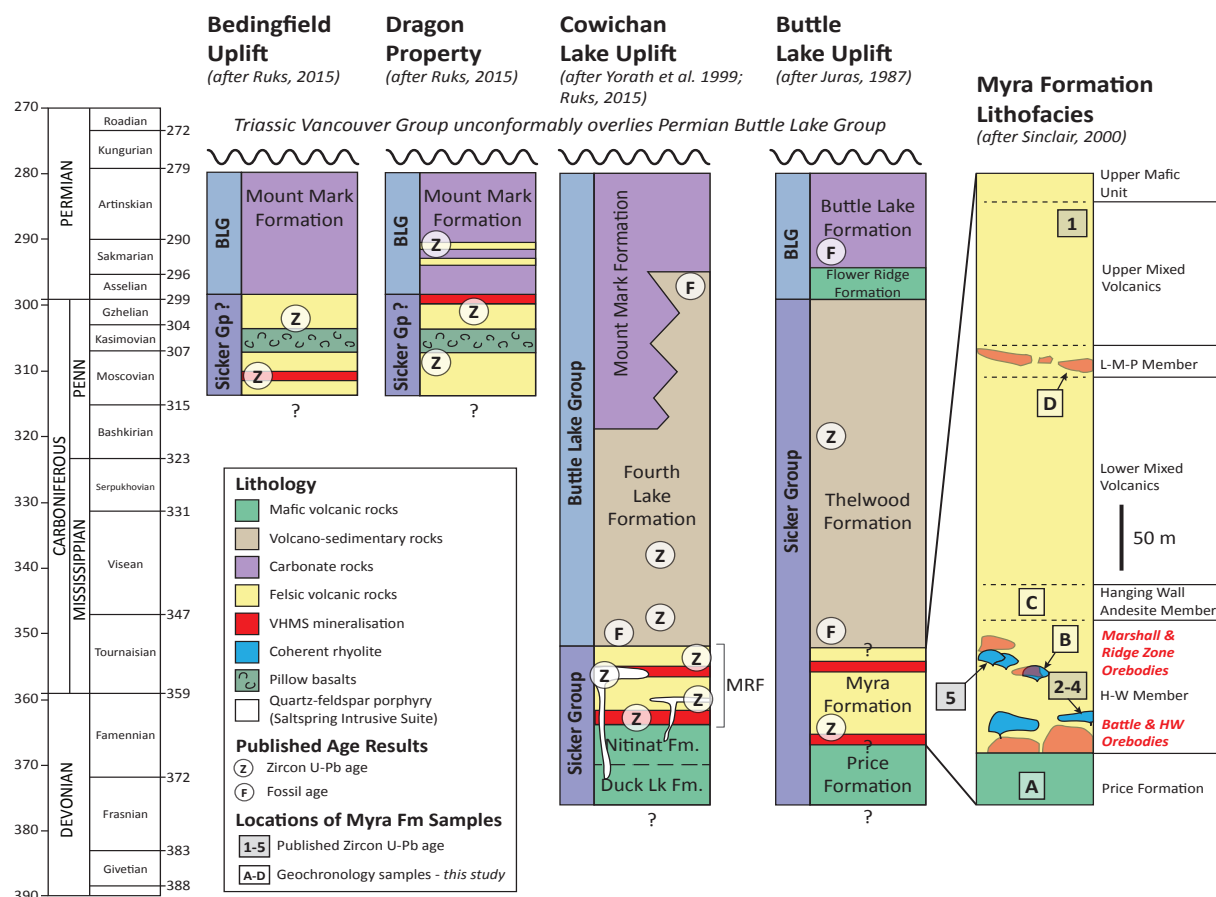 Bedingfield
Uplift
(after Ruks, 2015)
Dragon
Property
(after Ruks, 2015)
Cowichan
Lake Uplift
(after Yorath et al. 1999;
Ruks, 2015)
Buttle
Lake Uplift
(after Juras, 1987)
Myra Formation
Lithofacies
(after Sinclair, 2000)
Triassic Vancouver Group unconformably overlies Permian Buttle Lake Group
270
280
290
300
310
320
330
340
350
360
370
380
390
PERMIAN
CARBONIFEROUS
PENN
MISSISSIPPIAN
DEVONIAN
Roadian
272
Kungurian
279
Artinskian
290
Sakmarian
296
Asselian
299
Gzhelian
304
Kasimovian
307
Moscovian
315
Bashkirian
323
Serpukhovian
331
Visean
347
Tournaisian
359
Famennian
372
Frasnian
383
Givetian
388
BLG
Mount Mark
Formation
Sicker Gp ?
Z
Z
?
BLG
Mount Mark
Formation
Z
Sicker Gp ?
Z
Z
?
Buttle Lake Group
Mount Mark Formation
F
Fourth
Lake
Formation
Z
Z
F
Sicker Group
Z
Z
Z
Z
MRF
Nitinat Fm.
Duck Lk Fm.
?
BLG
Buttle Lake
Formation
F
Flower Ridge
Formation
Sicker Group
Z
Thelwood
Formation
F
?
Myra
Formation
Z
?
Price
Formation
?
1
D
C
B
5
2-4
A
Upper Mafic
Unit
Upper Mixed
Volcanics
L-M-P Member
Lower Mixed
Volcanics
50 m
Hanging Wall
Andesite Member
Marshall &
Ridge Zone
Orebodies
H-W Member
Battle & HW
Orebodies
Price Formation
Lithology
Mafic volcanic rocks
Volcano-sedimentary rocks
Carbonate rocks
Felsic volcanic rocks
VHMS mineralisation
Coherent rhyolite
Pillow basalts
Quartz-feldspar porphyry
(Saltspring Intrusive Suite)
Published Age Results
Z Zircon U-Pb age
F Fossil age
Locations of Myra Fm Samples
1-5 Published Zircon U-Pb age
A-D Geochronology samples - this study